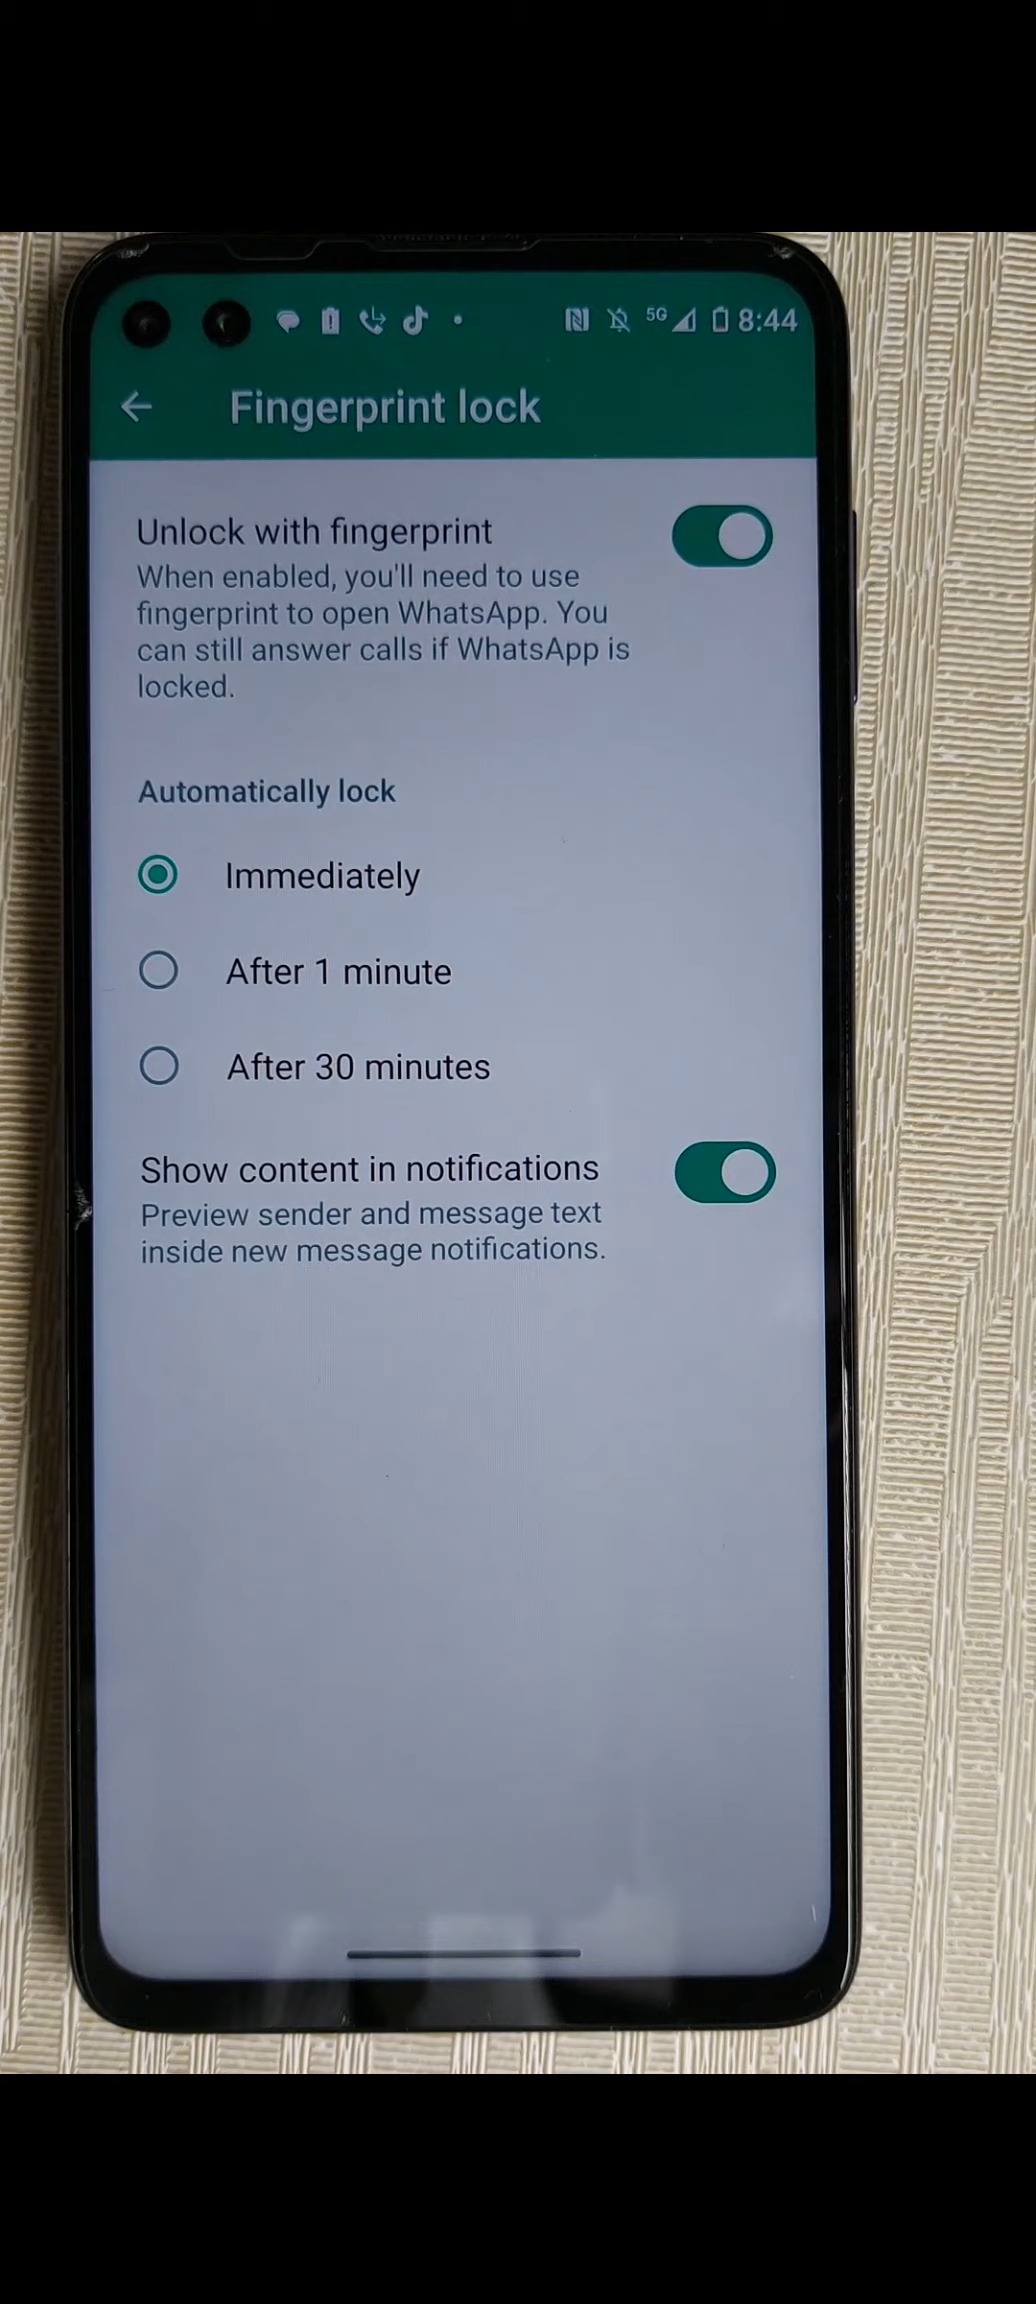 5G 8:44
Fingerprint lock
Unlock with fingerprint
When enabled, you'll need to use
fingerprint to open WhatsApp. You
can still answer calls if WhatsApp is
locked.
Automatically lock
Immediately
After 1 minute
After 30 minutes
Show content in notifications
Preview sender and message text
inside new message notifications.